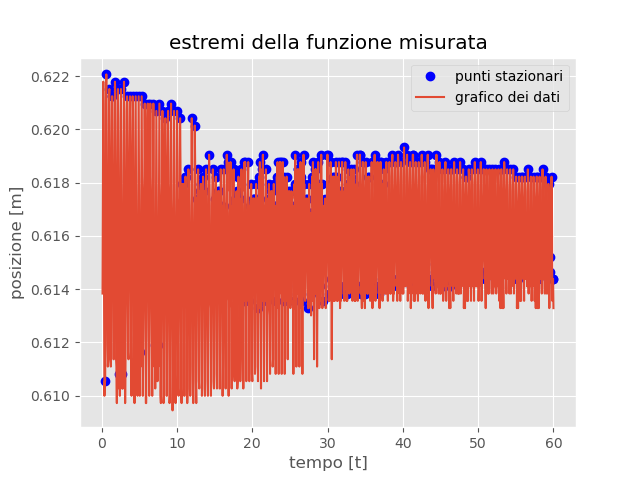 estremi della funzione misurata
punti stazionari
grafico dei dati
posizione [m]
0.622
0.620
0.618
0.616
0.614
0.612
0.610
0
10
20
30
40
50
60
tempo [t]